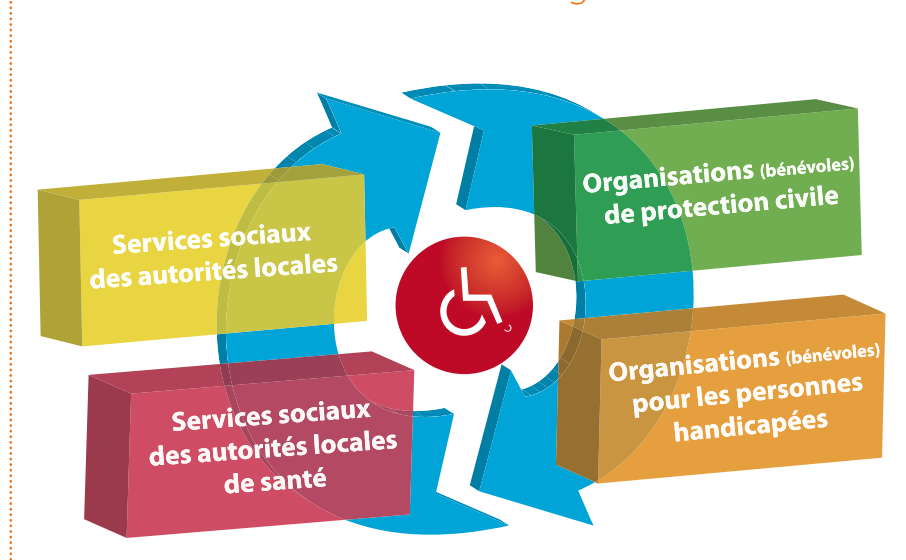 Services sociaux
des autorités locales
Organisations (bénévoles)
de protection civile
Services sociaux
des autorités locales
de santé
Organisations (bénévoles)
pour les personnes
handicapées